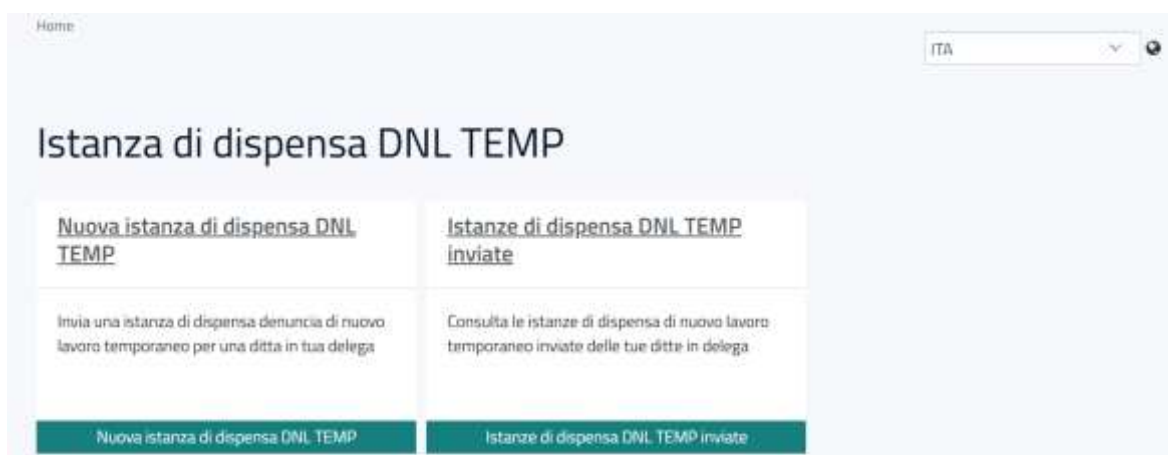 Home
ITA
Istanza di dispensa DNL TEMP
Nuova istanza di dispensa DNL
TEMP
Invia una istanza di dispensa denuncia di nuovo
lavoro temporaneo per una ditta in tua delega
Nuova istanza di dispensa DNL TEMP
Istanze di dispensa DNL TEMP
inviate
Consulta le istanze di dispensa di nuovo lavoro
temporaneo inviate delle tue ditte in delega
Istanze di dispensa DNL TEMP inviate